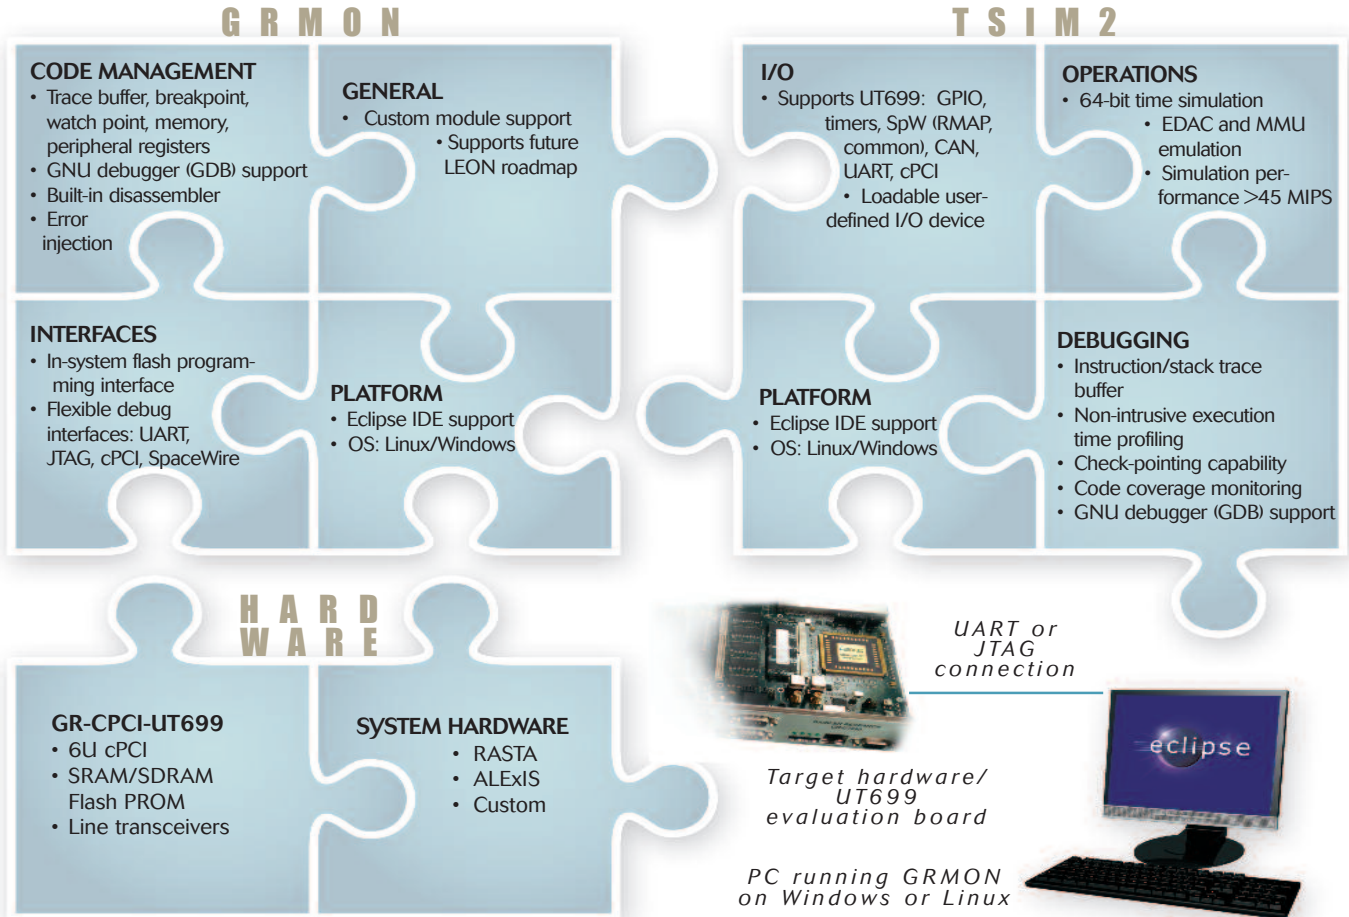 GRMON
CODE MANAGEMENT
• Trace buffer, breakpoint,
watch point, memory,
peripheral registers
• GNU debugger (GDB) support
• Built-in disassembler
• Error
injection
GENERAL
• Custom module support
• Supports future
LEON roadmap
INTERFACES
• In-system flash program-
ming interface
• Flexible debug
interfaces: UART,
JTAG, cPCI, SpaceWire
PLATFORM
• Eclipse IDE support
• OS: Linux/Windows
TSIM2
I/O
• Supports UT699: GPIO,
timers, SpW (RMAP,
common), CAN,
UART, cPCI
• Loadable user-
defined I/O device
OPERATIONS
• 64-bit time simulation
• EDAC and MMU
emulation
• Simulation per-
formance >45 MIPS
PLATFORM
• Eclipse IDE support
• OS: Linux/Windows
DEBUGGING
• Instruction/stack trace
buffer
• Non-intrusive execution
time profiling
• Check-pointing capability
• Code coverage monitoring
• GNU debugger (GDB) support
HARD
WARE
GR-CPCI-UT699
• 6U cPCI
• SRAM/SDRAM
Flash PROM
• Line transceivers
SYSTEM HARDWARE
• RASTA
• ALExIS
• Custom
UART or
JTAG
connection
eclipse
Target hardware/
UT699
evaluation board
PC running GRMON
on Windows or Linux